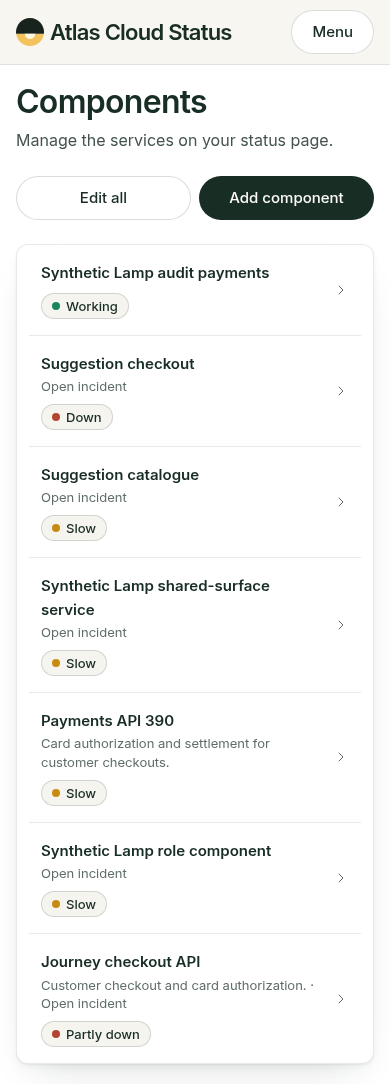 Atlas Cloud Status
Menu
Components
Manage the services on your status page.
Edit all
Add component
Synthetic Lamp audit payments
Working
Suggestion checkout
Open incident
Down
Suggestion catalogue
Open incident
Slow
Synthetic Lamp shared-surface
service
Open incident
Slow
Payments API 390
Card authorization and settlement for
customer checkouts.
Slow
Synthetic Lamp role component
Open incident
Slow
Journey checkout API
Customer checkout and card authorization. ·
Open incident
Partly down